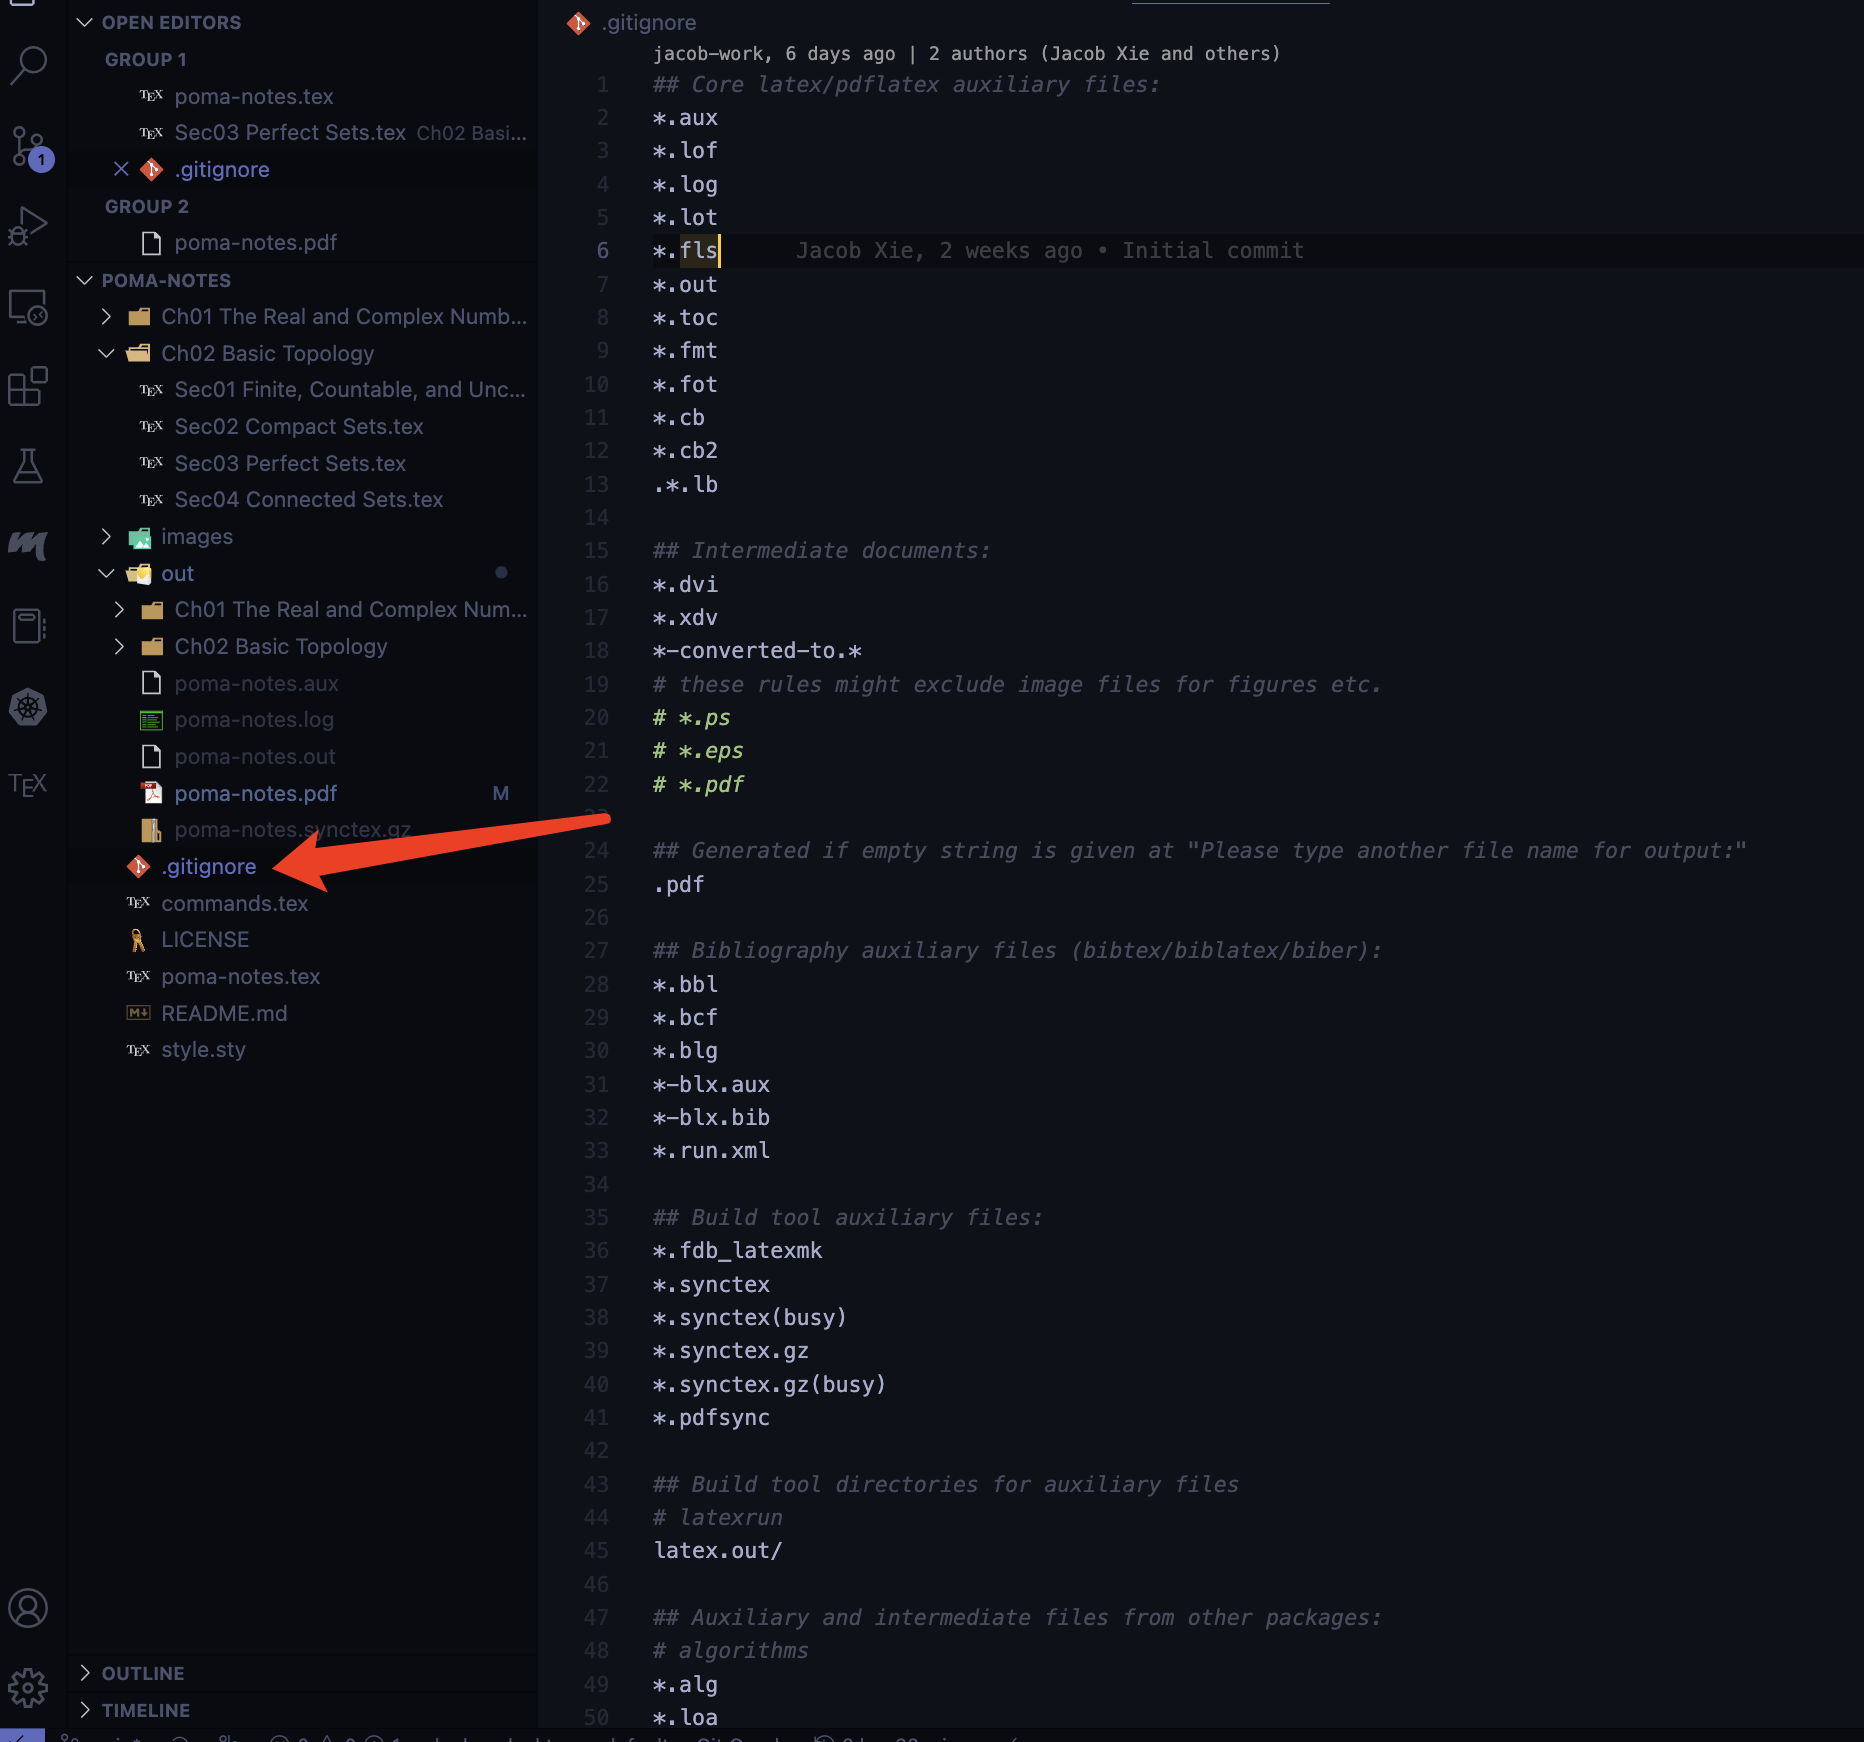 OPEN EDITORS
GROUP 1
TEX poma-notes.tex
TEX Sec03 Perfect Sets.tex Ch02 Basi...
.gitignore
GROUP 2
poma-notes.pdf
POMA-NOTES
Ch01 The Real and Complex Numb...
Ch02 Basic Topology
TEX Sec01 Finite, Countable, and Unc...
TEX Sec02 Compact Sets.tex
TEX Sec03 Perfect Sets.tex
TEX Sec04 Connected Sets.tex
images
out
Ch01 The Real and Complex Num...
Ch02 Basic Topology
poma-notes.aux
poma-notes.log
poma-notes.out
poma-notes.pdf M
poma-notes.synctex.gz
.gitignore
TEX commands.tex
LICENSE
TEX poma-notes.tex
M README.md
TEX style.sty
OUTLINE
TIMELINE
1
TEX
.gitignore
jacob-work, 6 days ago | 2 authors (Jacob Xie and others)
1 ## Core latex/pdflatex auxiliary files:
2 *.aux
3 *.lof
4 *.log
5 *.lot
6 *.fls Jacob Xie, 2 weeks ago • Initial commit
7 *.out
8 *.toc
9 *.fmt
10 *.fot
11 *.cb
12 *.cb2
13 .*.lb
14
15 ## Intermediate documents:
16 *.dvi
17 *.xdv
18 *-converted-to.*
19 # these rules might exclude image files for figures etc.
20 # *.ps
21 # *.eps
22 # *.pdf
24 ## Generated if empty string is given at "Please type another file name for output:"
25 .pdf
26
27 ## Bibliography auxiliary files (bibtex/biblatex/biber):
28 *.bbl
29 *.bcf
30 *.blg
31 *-blx.aux
32 *-blx.bib
33 *.run.xml
34
35 ## Build tool auxiliary files:
36 *.fdb_latexmk
37 *.synctex
38 *.synctex(busy)
39 *.synctex.gz
40 *.synctex.gz(busy)
41 *.pdfsync
42
43 ## Build tool directories for auxiliary files
44 # latexrun
45 latex.out/
46
47 ## Auxiliary and intermediate files from other packages:
48 # algorithms
49 *.alg
50 *.loa